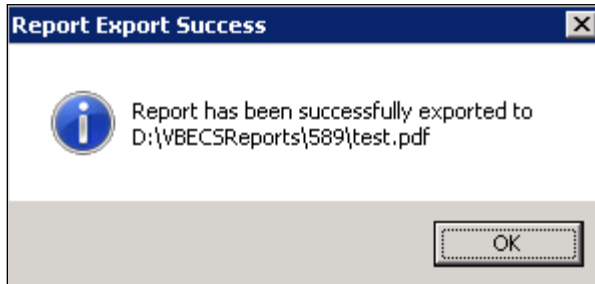 Report Export Success
Report has been successfully exported to
D:\VBECSReports\589\test.pdf
OK